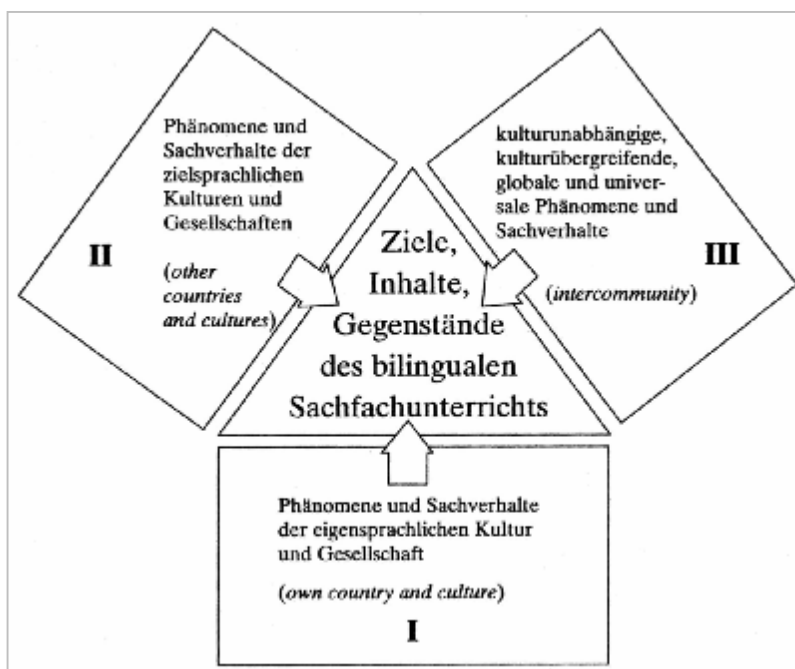 Phänomene und
Sachverhalte der
zielsprachlichen
Kulturen und
Gesellschaften
II
(other
countries
and cultures)
kulturunabhängige,
kulturübergreifende,
globale und univer-
sale Phänomene und
Sachverhalte
III
(intercommunity)
Ziele,
Inhalte,
Gegenstände
des bilingualen
Sachfachunterrichts
Phänomene und Sachverhalte
der eigensprachlichen Kultur
und Gesellschaft
(own country and culture)
I